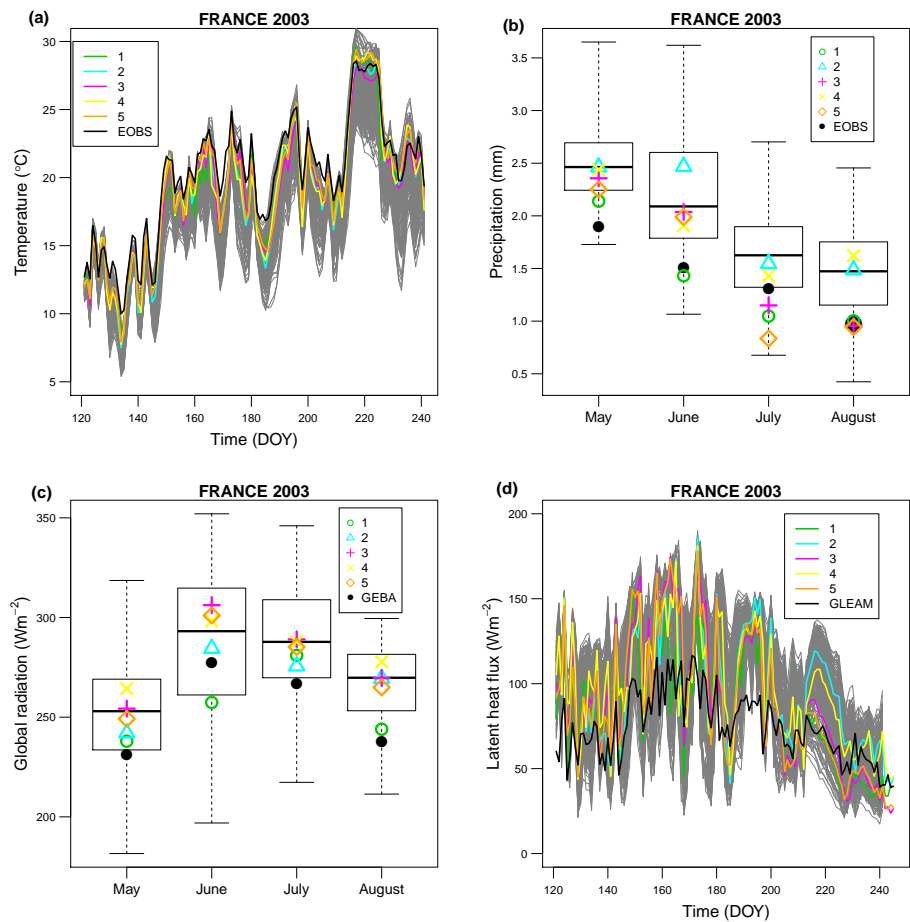 (a)
FRANCE 2003
Temperature (°C)
30
25
20
15
10
5
1
2
3
4
5
EOBS
120 140 160 180 200 220 240
Time (DOY)
(b)
FRANCE 2003
Precipitation (mm)
3.5
3.0
2.5
2.0
1.5
1.0
0.5
1
2
3
4
5
EOBS
May June July August
(c)
FRANCE 2003
Global radiation (Wm−2)
350
300
250
200
1
2
3
4
5
GEBA
May June July August
(d)
FRANCE 2003
Latent heat flux (Wm−2)
200
150
100
50
0
1
2
3
4
5
GLEAM
120 140 160 180 200 220 240
Time (DOY)